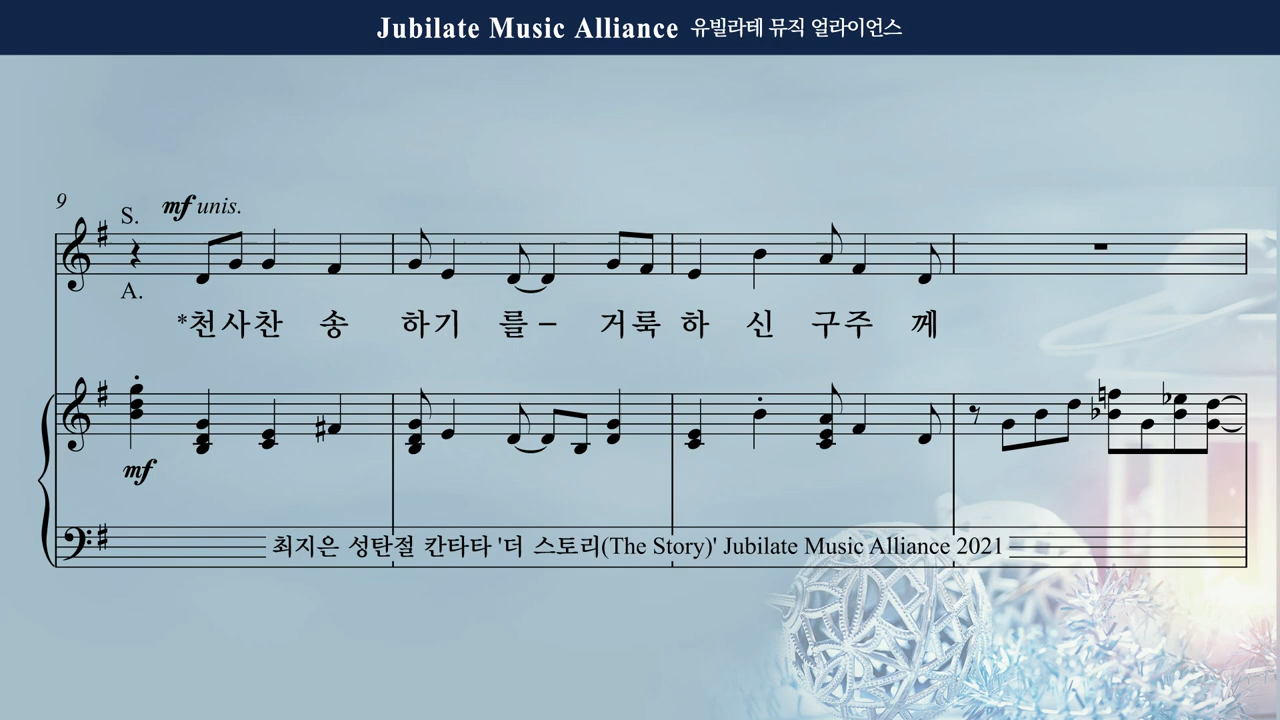 Jubilate Music Alliance 유빌라테 뮤직 얼라이언스
9
S.
mf unis.
A.
*천사찬 송 하기 를– 거룩 하 신 구주 께
mf
최지은 성탄절 칸타타 '더 스토리(The Story)' Jubilate Music Alliance 2021